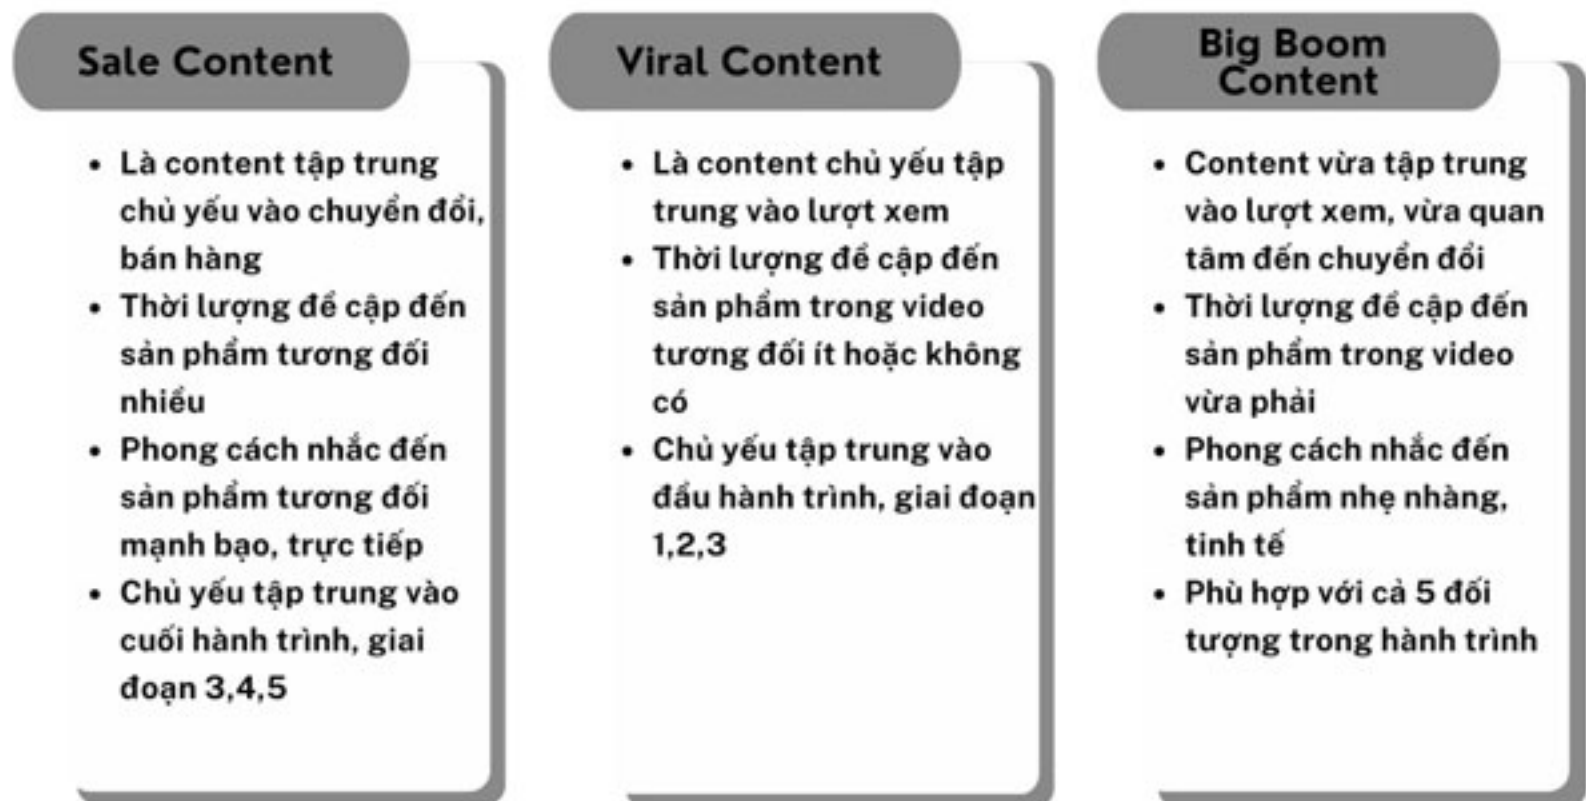 Sale Content
• Là content tập trung
chủ yếu vào chuyển đổi,
bán hàng
• Thời lượng để cập đến
sản phẩm tương đối
nhiều
• Phong cách nhắc đến
sản phẩm tương đối
mạnh bạo, trực tiếp
• Chủ yếu tập trung vào
cuối hành trình, giai
đoạn 3,4,5
Viral Content
• Là content chủ yếu tập
trung vào lượt xem
• Thời lượng để cập đến
sản phẩm trong video
tương đối ít hoặc không
có
• Chủ yếu tập trung vào
đầu hành trình, giai đoạn
1,2,3
Big Boom
Content
• Content vừa tập trung
vào lượt xem, vừa quan
tâm đến chuyển đổi
• Thời lượng để cập đến
sản phẩm trong video
vừa phải
• Phong cách nhắc đến
sản phẩm nhẹ nhàng,
tinh tế
• Phù hợp với cả 5 đối
tượng trong hành trình